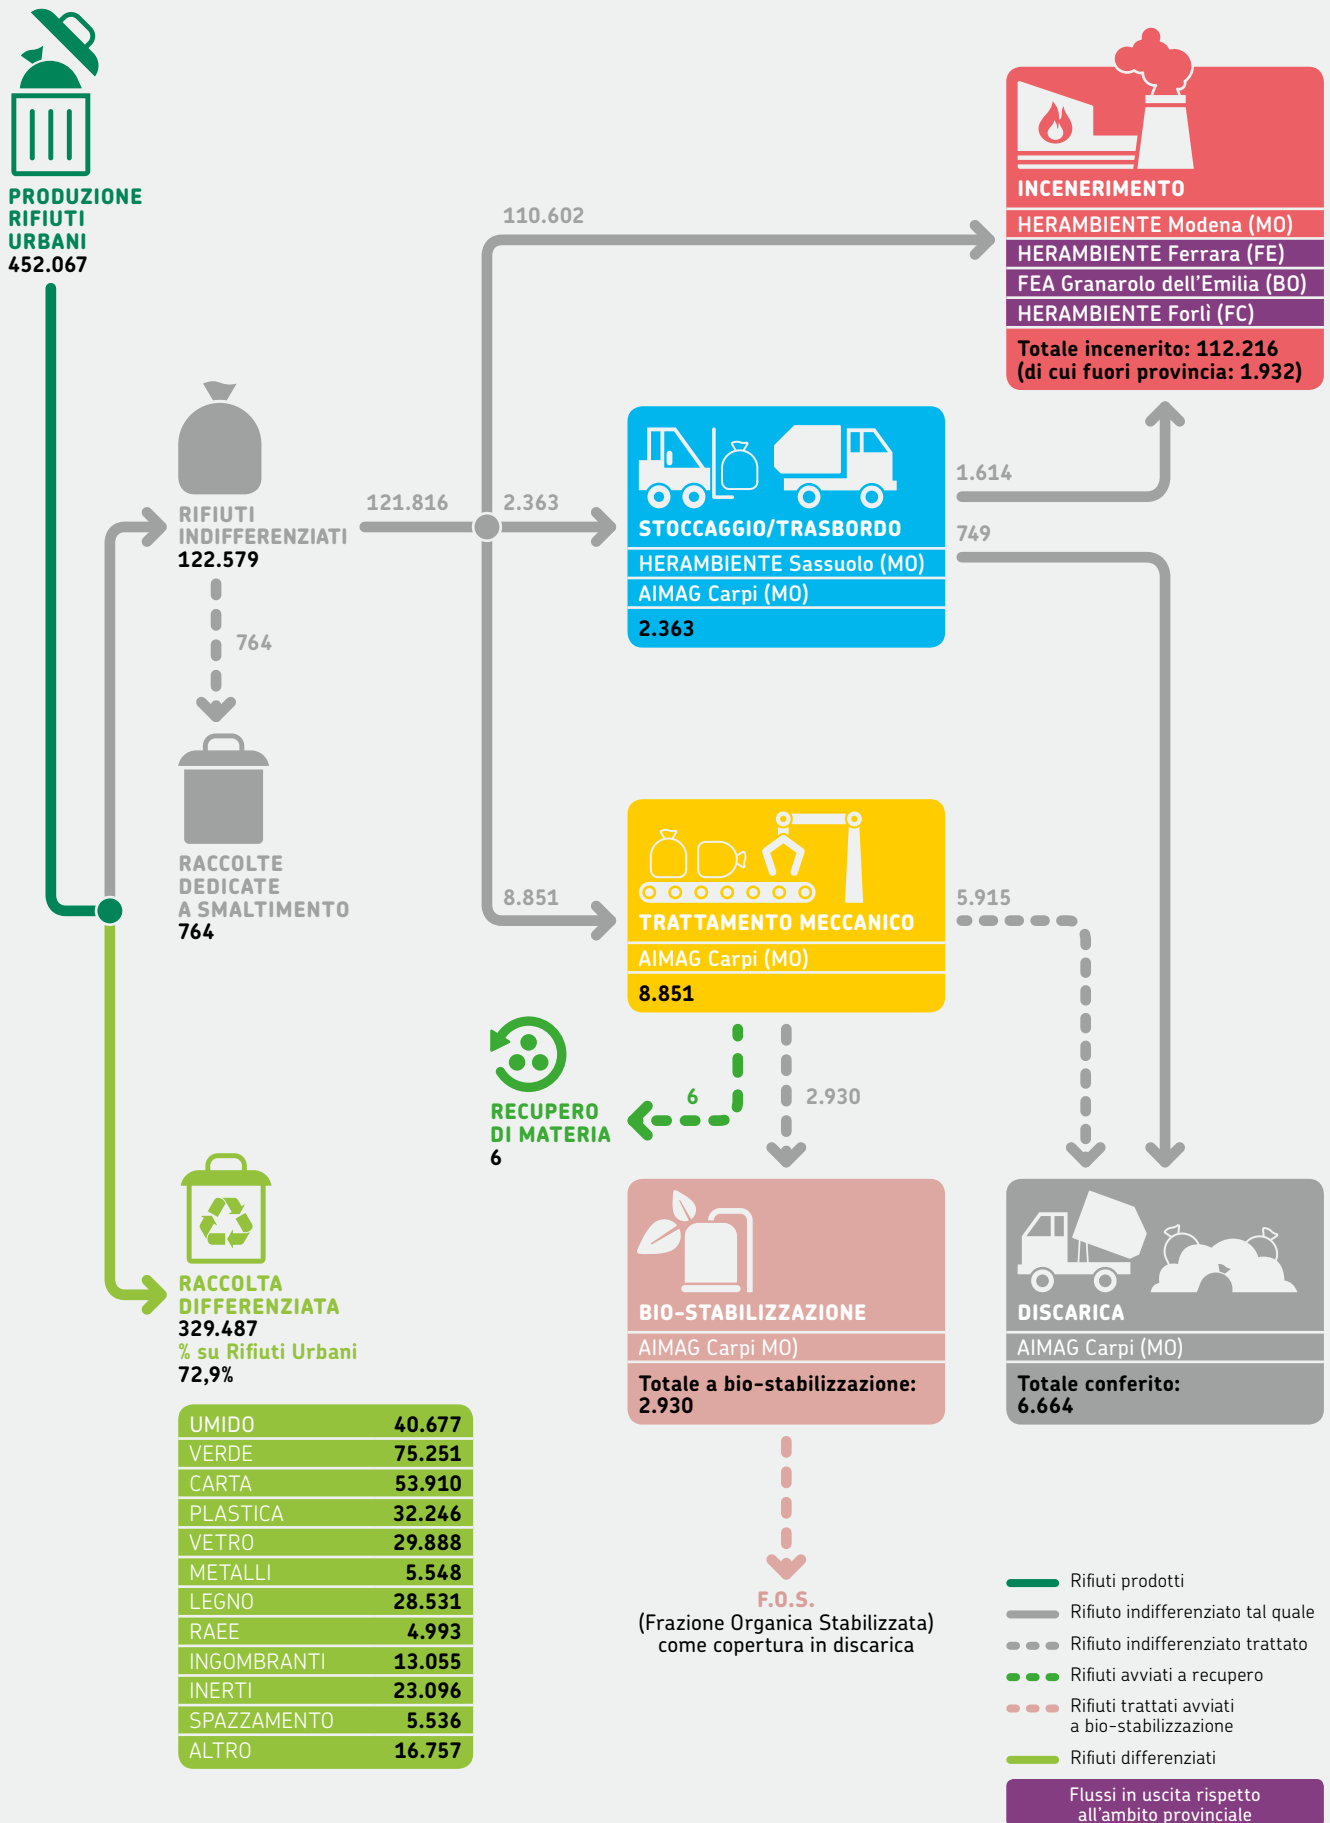 PRODUZIONE
RIFIUTI
URBANI
452.067
RIFIUTI
INDIFFERENZIATI
122.579
764
RACCOLTE
DEDICATE
A SMALTIMENTO
764
121.816
110.602
2.363
8.851
INCENERIMENTO
HERAMBIENTE Modena (MO)
HERAMBIENTE Ferrara (FE)
FEA Granarolo dell'Emilia (BO)
HERAMBIENTE Forlì (FC)
Totale incenerito: 112.216
(di cui fuori provincia: 1.932)
STOCCAGGIO/TRASBORDO
HERAMBIENTE Sassuolo (MO)
AIMAG Carpi (MO)
2.363
1.614
749
TRATTAMENTO MECCANICO
AIMAG Carpi (MO)
8.851
5.915
6
2.930
RECUPERO
DI MATERIA
6
BIO-STABILIZZAZIONE
AIMAG Carpi MO)
Totale a bio-stabilizzazione:
2.930
DISCARICA
AIMAG Carpi (MO)
Totale conferito:
6.664
F.O.S.
(Frazione Organica Stabilizzata)
come copertura in discarica
RACCOLTA
DIFFERENZIATA
329.487
% su Rifiuti Urbani
72,9%
UMIDO 40.677
VERDE 75.251
CARTA 53.910
PLASTICA 32.246
VETRO 29.888
METALLI 5.548
LEGNO 28.531
RAEE 4.993
INGOMBRANTI 13.055
INERTI 23.096
SPAZZAMENTO 5.536
ALTRO 16.757
Rifiuti prodotti
Rifiuto indifferenziato tal quale
Rifiuto indifferenziato trattato
Rifiuti avviati a recupero
Rifiuti trattati avviati
a bio-stabilizzazione
Rifiuti differenziati
Flussi in uscita rispetto
all'ambito provinciale